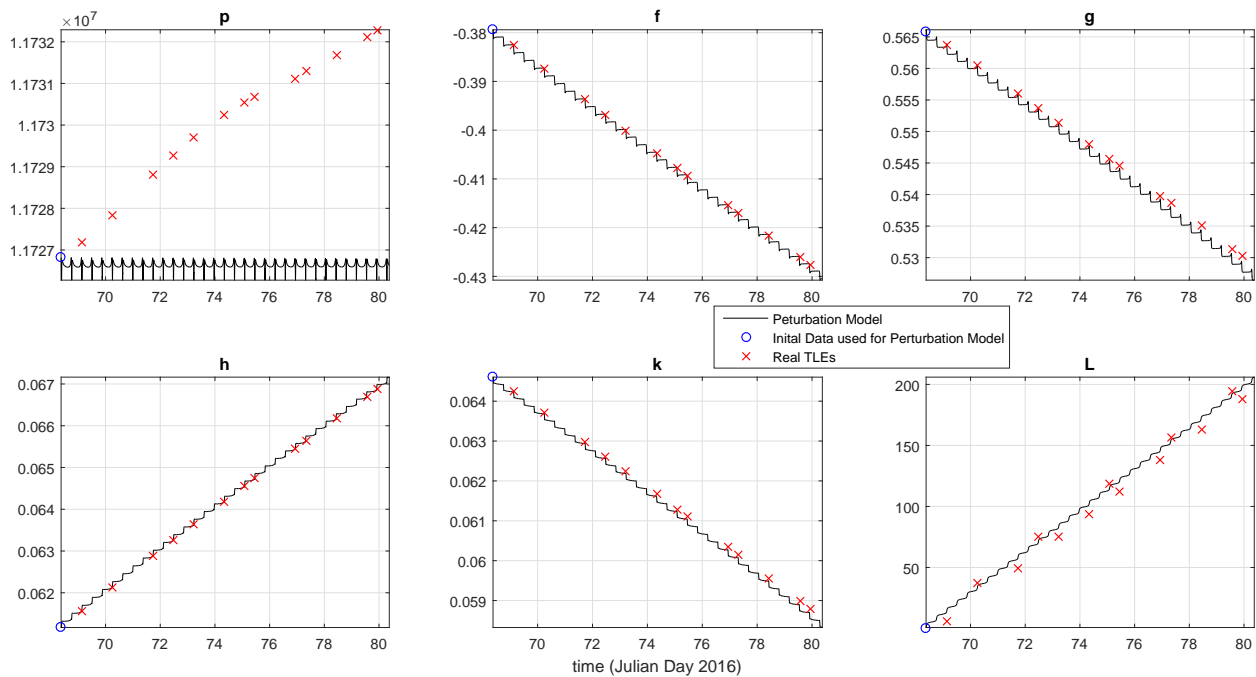 p
×10^7
1.1732
1.1731
1.173
1.1729
1.1728
1.1727
70 72 74 76 78 80
f
-0.38
-0.39
-0.4
-0.41
-0.42
-0.43
70 72 74 76 78 80
g
0.565
0.56
0.555
0.55
0.545
0.54
0.535
0.53
70 72 74 76 78 80
Peturbation Model
Inital Data used for Perturbation Model
Real TLEs
h
0.067
0.066
0.065
0.064
0.063
0.062
70 72 74 76 78 80
k
0.064
0.063
0.062
0.061
0.06
0.059
70 72 74 76 78 80
time (Julian Day 2016)
L
200
150
100
50
70 72 74 76 78 80